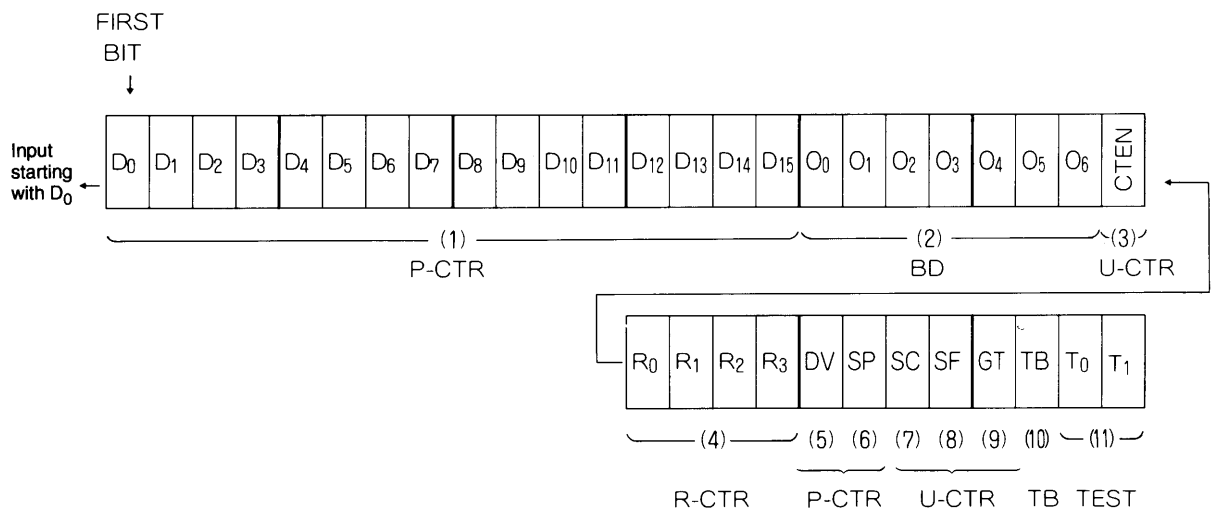 FIRST
BIT
↓
Input
starting
with D₀
D₀ D₁ D₂ D₃ D₄ D₅ D₆ D₇ D₈ D₉ D₁₀ D₁₁ D₁₂ D₁₃ D₁₄ D₁₅ O₀ O₁ O₂ O₃ O₄ O₅ O₆ CTEN
(1) (2) (3)
P-CTR BD U-CTR
R₀ R₁ R₂ R₃ DV SP SC SF GT TB T₀ T₁
(4) (5) (6) (7) (8) (9) (10) (11)
R-CTR P-CTR U-CTR TB TEST